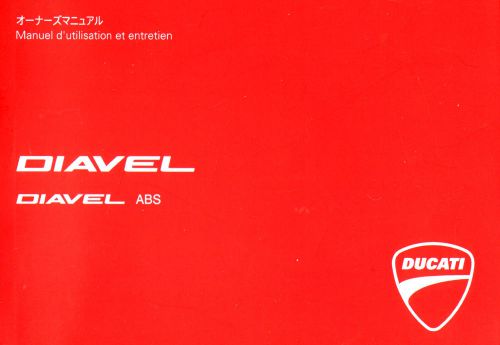 オーナーズマニュアル
Manuel d'utilisation et entretien
DIAVEL
DIAVEL ABS
DUCATI